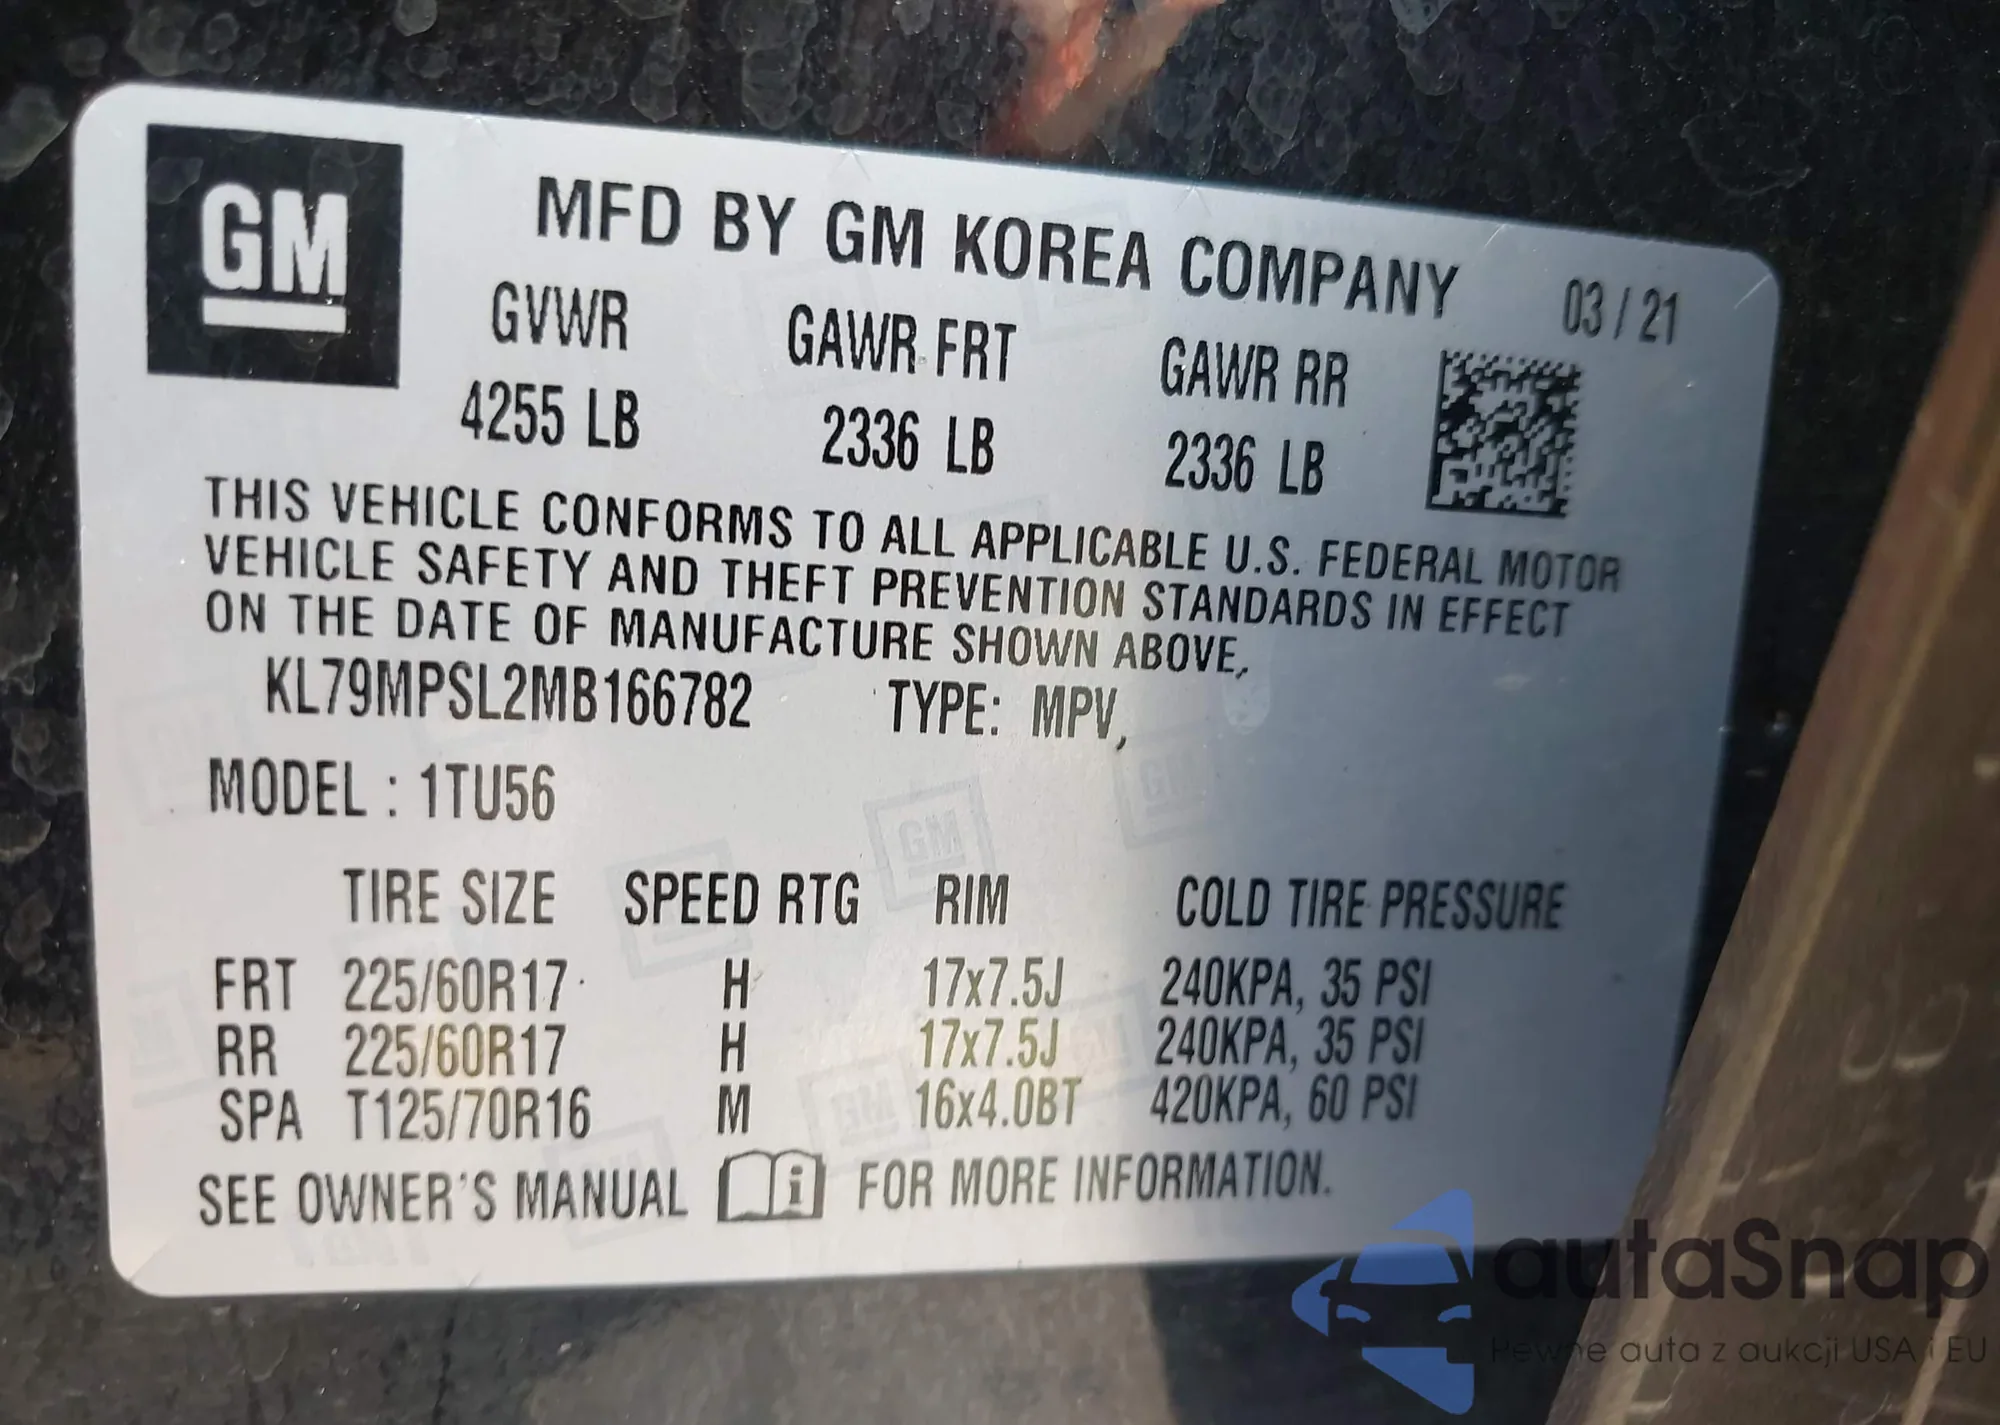 GM
MFD BY GM KOREA COMPANY 03 / 21
GVWR GAWR FRT GAWR RR
4255 LB 2336 LB 2336 LB
THIS VEHICLE CONFORMS TO ALL APPLICABLE U.S. FEDERAL MOTOR
VEHICLE SAFETY AND THEFT PREVENTION STANDARDS IN EFFECT
ON THE DATE OF MANUFACTURE SHOWN ABOVE,
KL79MPSL2MB166782 TYPE: MPV,
MODEL : 1TU56
TIRE SIZE SPEED RTG RIM COLD TIRE PRESSURE
FRT 225/60R17 H 17x7.5J 240KPA, 35 PSI
RR 225/60R17 H 17x7.5J 240KPA, 35 PSI
SPA T125/70R16 M 16x4.0BT 420KPA, 60 PSI
SEE OWNER'S MANUAL i FOR MORE INFORMATION.
autaSnap
Pewne auta z aukcji USA i EU